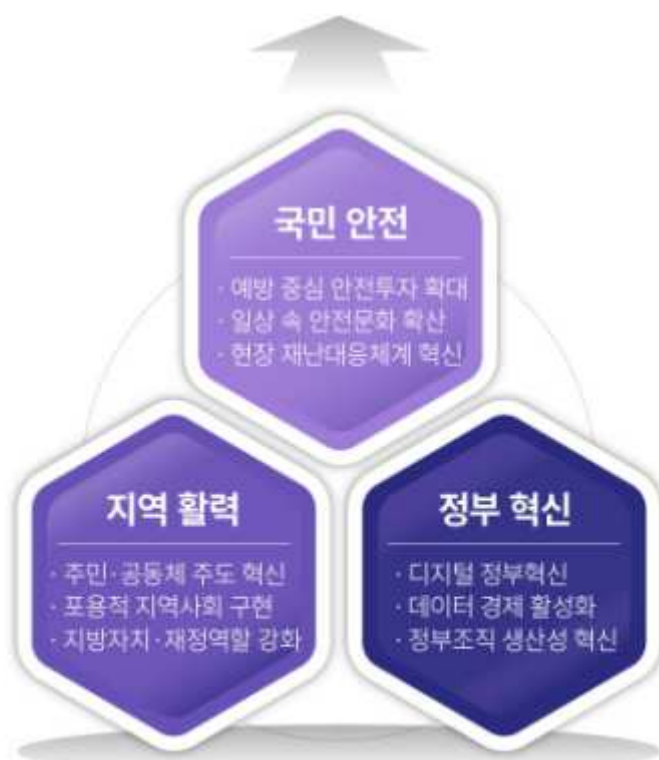 국민 안전
· 예방 중심 안전투자 확대
· 일상 속 안전문화 확산
· 현장 재난대응체계 혁신
지역 활력
· 주민·공동체 주도 혁신
· 포용적 지역사회 구현
· 지방자치·재정역할 강화
정부 혁신
· 디지털 정부혁신
· 데이터 경제 활성화
· 정부조직 생산성 혁신